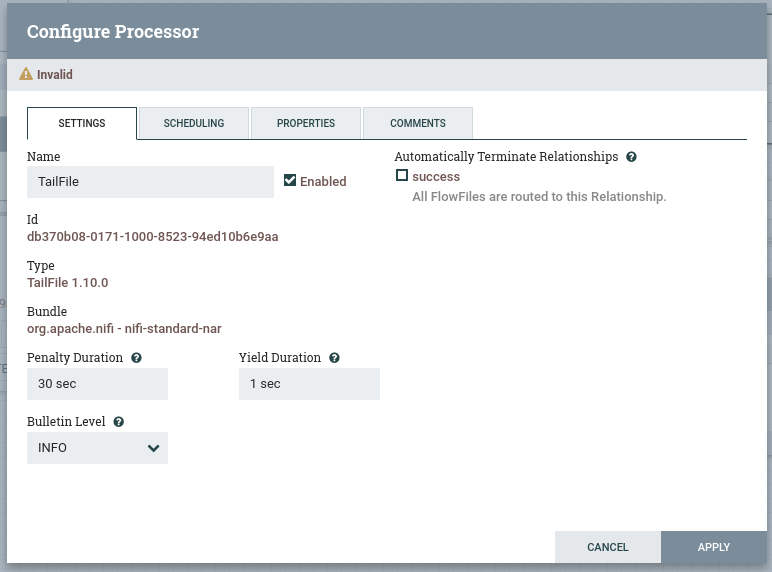 Configure Processor
Invalid
SETTINGS SCHEDULING PROPERTIES COMMENTS
Name
TailFile
Enabled
Automatically Terminate Relationships
success
All FlowFiles are routed to this Relationship.
Id
db370b08-0171-1000-8523-94ed10b6e9aa
Type
TailFile 1.10.0
Bundle
org.apache.nifi - nifi-standard-nar
Penalty Duration Yield Duration
30 sec 1 sec
Bulletin Level
INFO
CANCEL APPLY